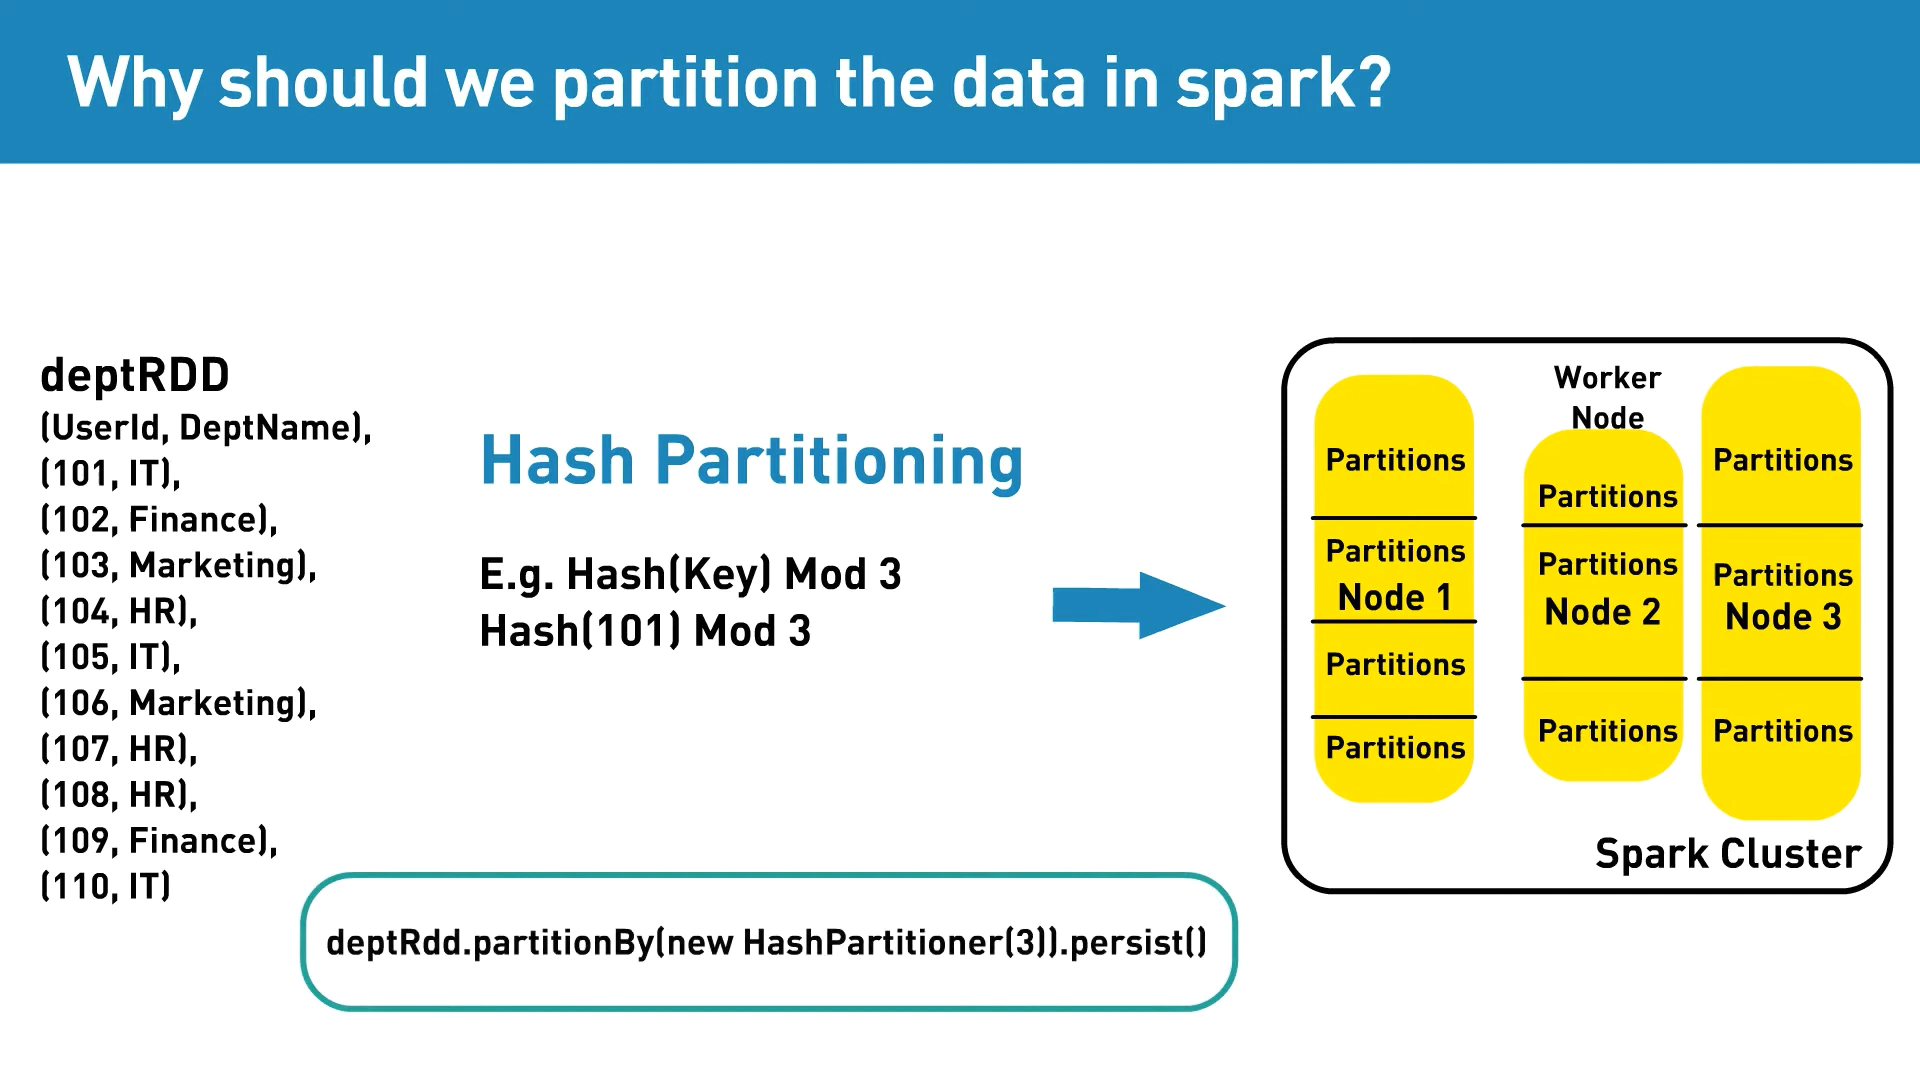 Why should we partition the data in spark?
deptRDD
(UserId, DeptName),
(101, IT),
(102, Finance),
(103, Marketing),
(104, HR),
(105, IT),
(106, Marketing),
(107, HR),
(108, HR),
(109, Finance),
(110, IT)
Hash Partitioning
E.g. Hash(Key) Mod 3
Hash(101) Mod 3
deptRdd.partitionBy(new HashPartitioner(3)).persist()
Partitions
Partitions
Node 1
Partitions
Partitions
Worker
Node
Partitions
Partitions
Node 2
Partitions
Partitions
Partitions
Node 3
Partitions
Spark Cluster